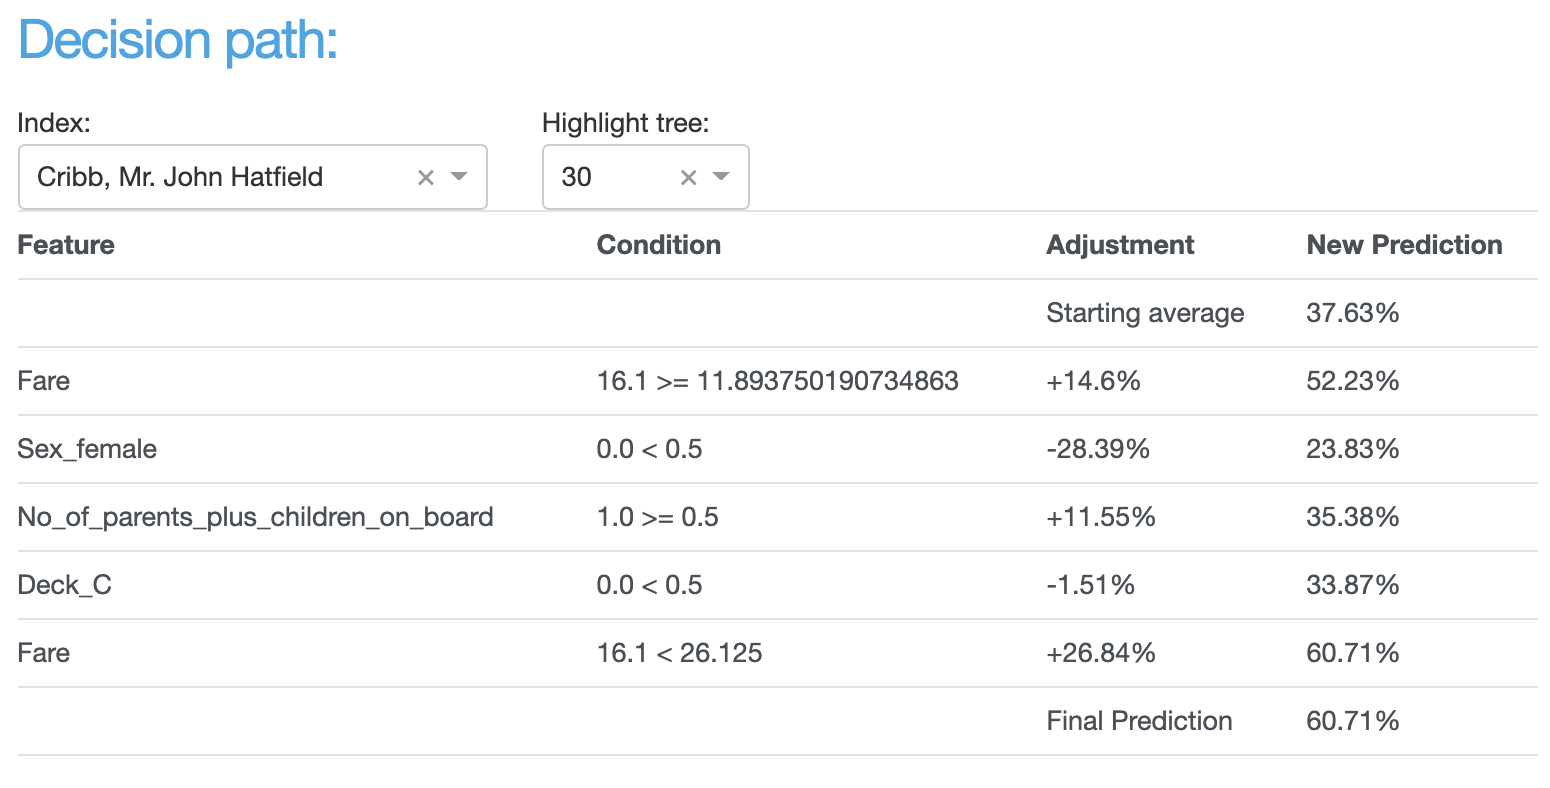 Decision path:
Index: Highlight tree:
Cribb, Mr. John Hatfield × 30 ×
Feature Condition Adjustment New Prediction
Starting average 37.63%
Fare 16.1 >= 11.893750190734863 +14.6% 52.23%
Sex_female 0.0 < 0.5 -28.39% 23.83%
No_of_parents_plus_children_on_board 1.0 >= 0.5 +11.55% 35.38%
Deck_C 0.0 < 0.5 -1.51% 33.87%
Fare 16.1 < 26.125 +26.84% 60.71%
Final Prediction 60.71%